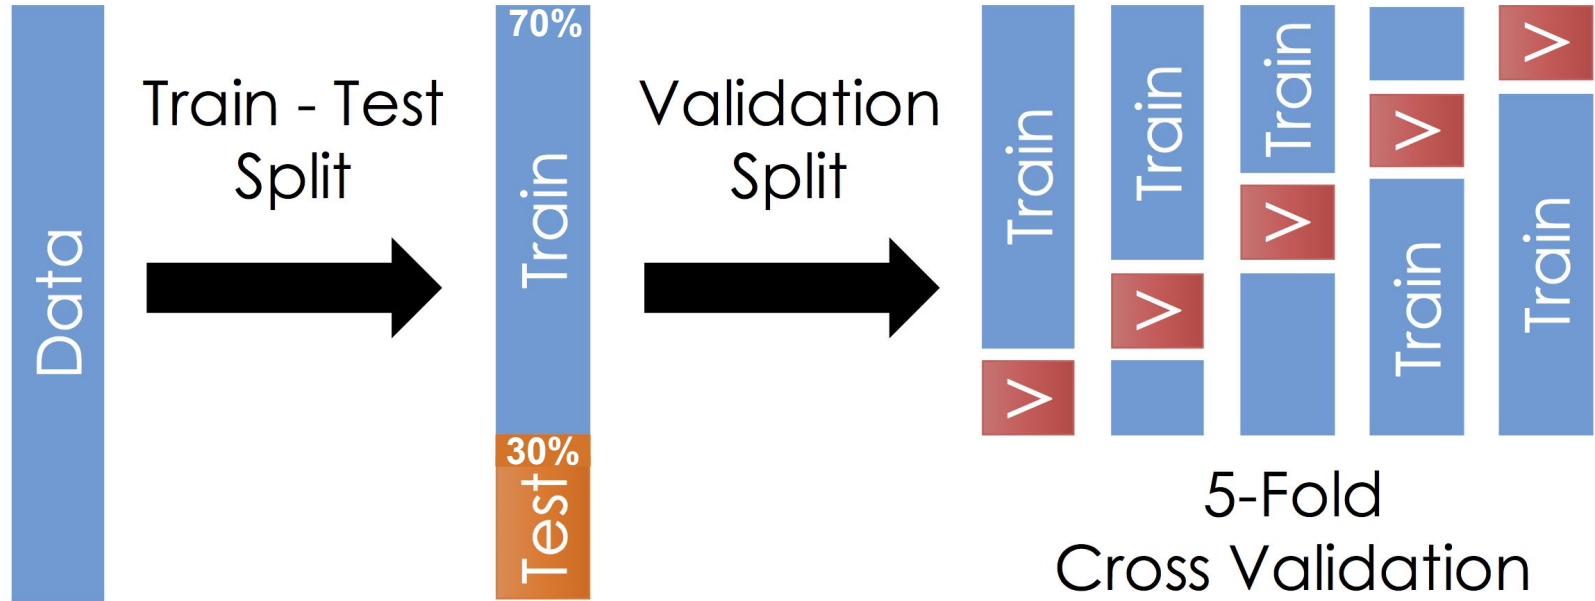 Data
Train - Test
Split
70%
Train
30%
Test
Validation
Split
Train
V
Train
V
Train
V
V
Train
V
Train
5-Fold
Cross Validation